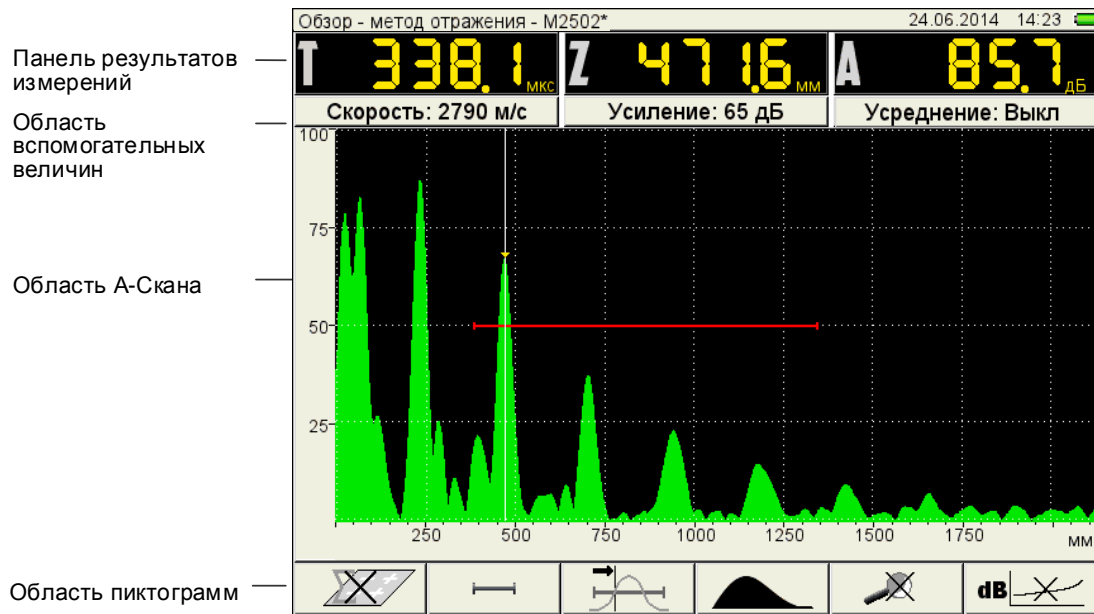 Обзор - метод отражения - M2502*
24.06.2014 14:23
Панель результатов
измерений
T 338.1 мкс
Z 471.6 мм
A 85.7 дБ
Скорость: 2790 м/с
Усиление: 65 дБ
Усреднение: Выкл
Область
вспомогательных
величин
100
75
Область А-Скана
50
25
250 500 750 1000 1250 1500 1750 мм
Область пиктограмм
dB